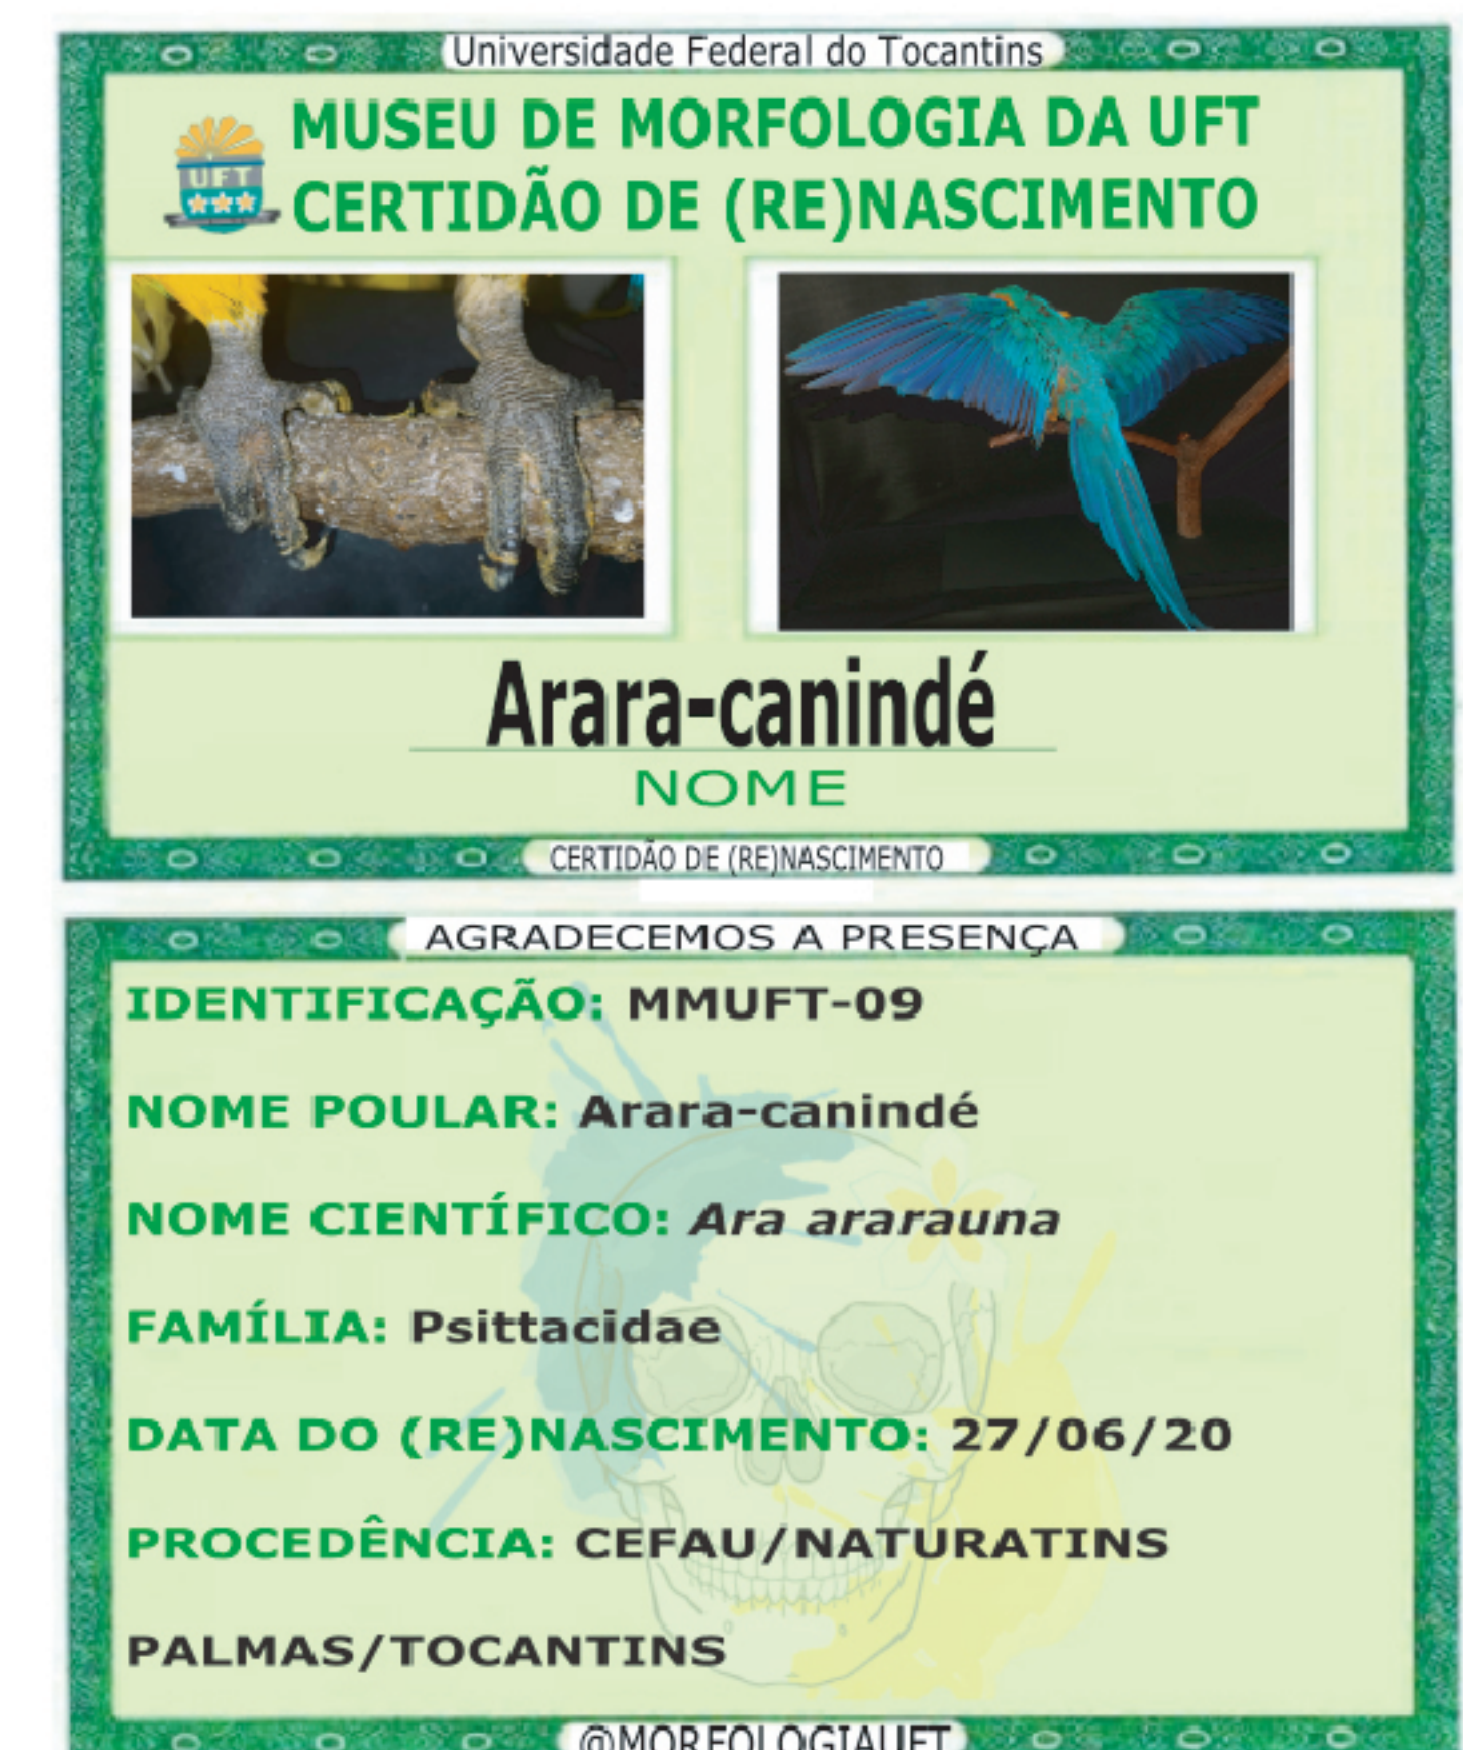 Universidade Federal do Tocantins
MUSEU DE MORFOLOGIA DA UFT
CERTIDÃO DE (RE)NASCIMENTO
UFT
Arara-canindé
NOME
CERTIDÃO DE (RE)NASCIMENTO
AGRADECEMOS A PRESENÇA
IDENTIFICAÇÃO: MMUFT-09
NOME POULAR: Arara-canindé
NOME CIENTÍFICO: Ara ararauna
FAMÍLIA: Psittacidae
DATA DO (RE)NASCIMENTO: 27/06/20
PROCEDÊNCIA: CEFAU/NATURATINS
PALMAS/TOCANTINS
@MORFOLOGIAUFT